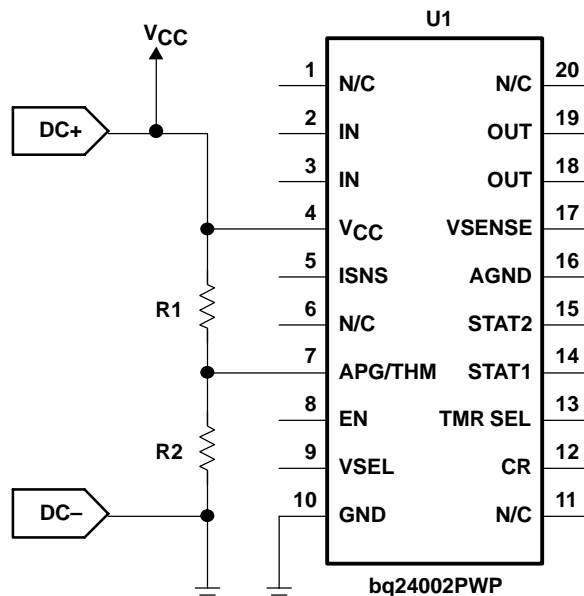 U1
VCC
DC+
R1
R2
DC–
1 N/C N/C 20
2 IN OUT 19
3 IN OUT 18
4 VCC VSENSE 17
5 ISNS AGND 16
6 N/C STAT2 15
7 APG/THM STAT1 14
8 EN TMR SEL 13
9 VSEL CR 12
10 GND N/C 11
bq24002PWP